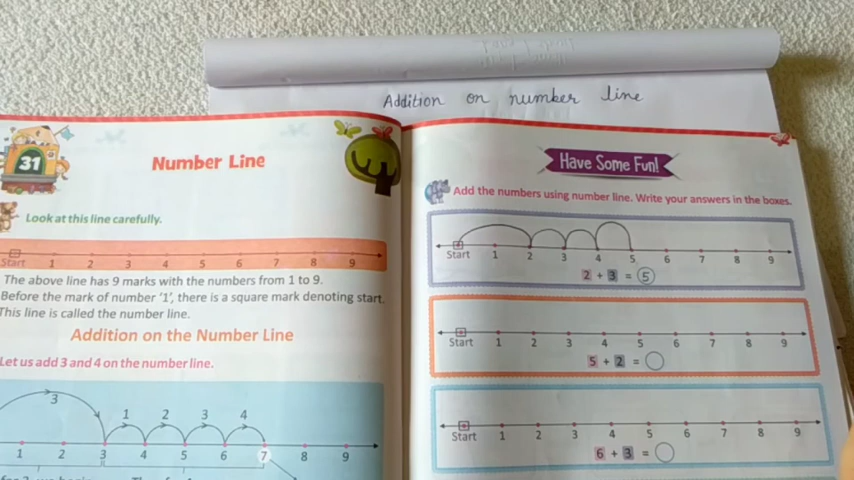 Addition on number line
31
Number Line
Look at this line carefully.
Start 1 2 3 4 5 6 7 8 9
The above line has 9 marks with the numbers from 1 to 9.
Before the mark of number '1', there is a square mark denoting start.
This line is called the number line.
Addition on the Number Line
Let us add 3 and 4 on the number line.
3
1 2 3 4
1 2 3 4 5 6 7 8 9
Have Some Fun!
Add the numbers using number line. Write your answers in the boxes.
Start 1 2 3 4 5 6 7 8 9
2 + 3 = 5
Start 1 2 3 4 5 6 7 8 9
5 + 2 =
Start 1 2 3 4 5 6 7 8 9
6 + 3 =